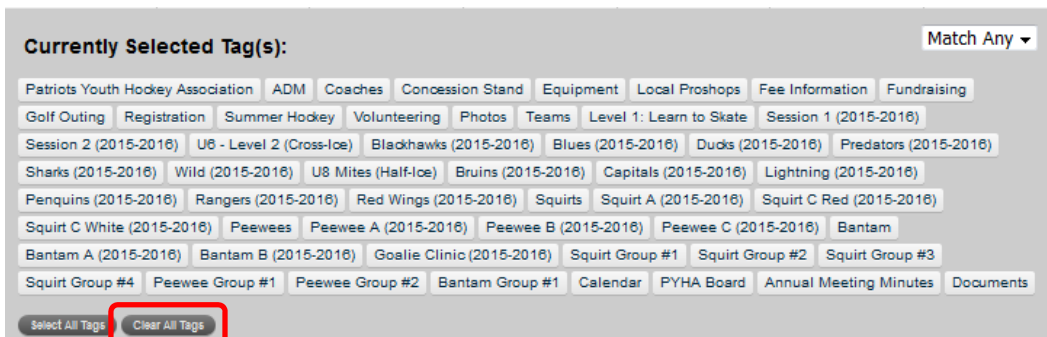 Currently Selected Tag(s): Match Any
Patriots Youth Hockey Association ADM Coaches Concession Stand Equipment Local Proshops Fee Information Fundraising
Golf Outing Registration Summer Hockey Volunteering Photos Teams Level 1: Learn to Skate Session 1 (2015-2016)
Session 2 (2015-2016) U6 - Level 2 (Cross-Ice) Blackhawks (2015-2016) Blues (2015-2016) Ducks (2015-2016) Predators (2015-2016)
Sharks (2015-2016) Wild (2015-2016) U8 Mites (Half-Ice) Bruins (2015-2016) Capitals (2015-2016) Lightning (2015-2016)
Penquins (2015-2016) Rangers (2015-2016) Red Wings (2015-2016) Squirts Squirt A (2015-2016) Squirt C Red (2015-2016)
Squirt C White (2015-2016) Peewees Peewee A (2015-2016) Peewee B (2015-2016) Peewee C (2015-2016) Bantam
Bantam A (2015-2016) Bantam B (2015-2016) Goalie Clinic (2015-2016) Squirt Group #1 Squirt Group #2 Squirt Group #3
Squirt Group #4 Peewee Group #1 Peewee Group #2 Bantam Group #1 Calendar PYHA Board Annual Meeting Minutes Documents
Select All Tags Clear All Tags